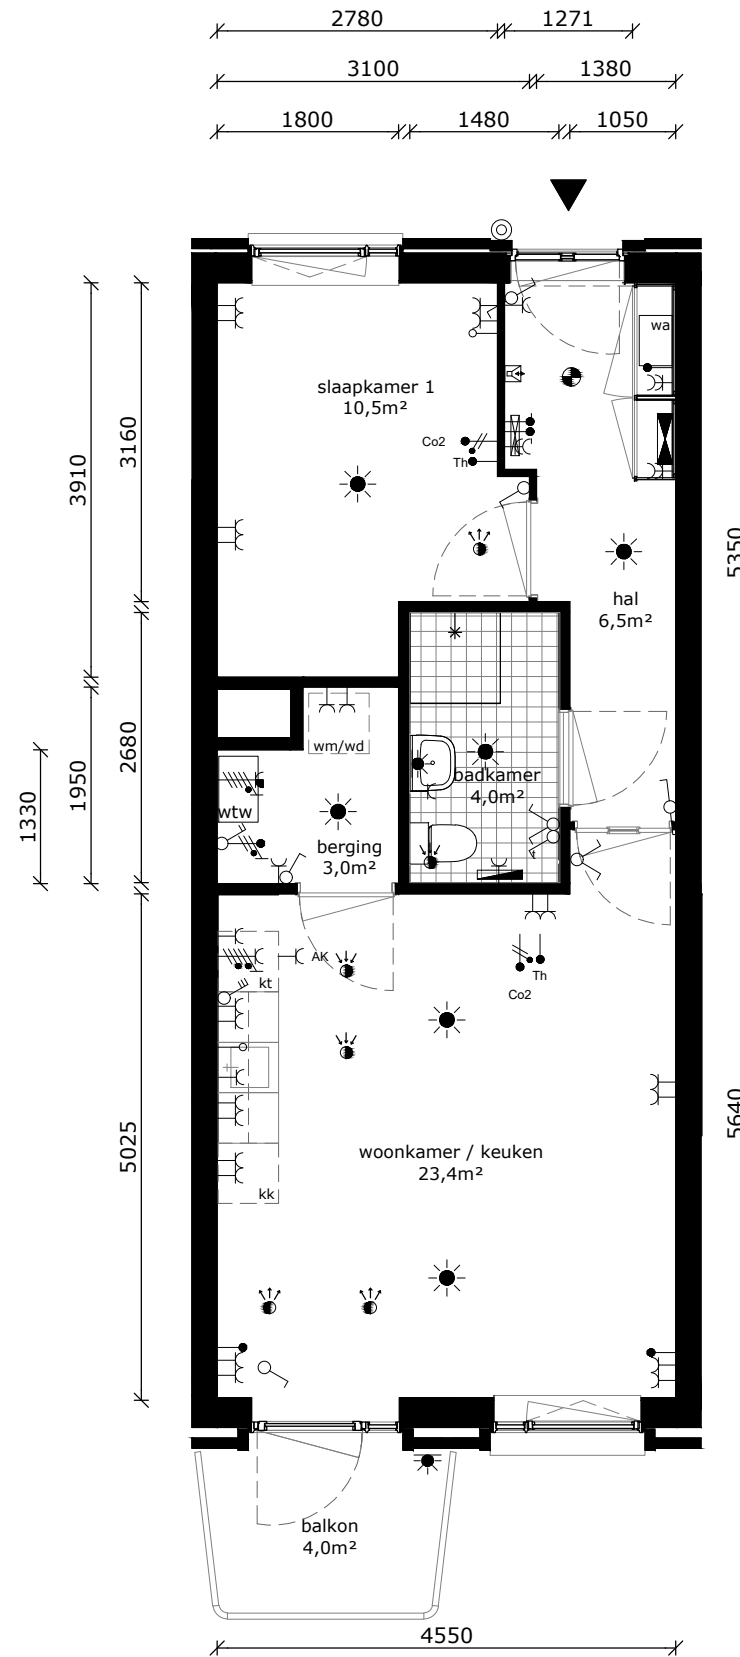 2780
1271
3100
1380
1800
1480
1050
wa
slaapkamer 1
10,5m²
3160
3910
Co2
Th
5350
hal
6,5m²
wm/wd
2680
1950
1330
badkamer
4,0m²
wtw
berging
3,0m²
AK
kt
Th
Co2
5025
5640
woonkamer / keuken
23,4m²
kk
balkon
4,0m²
4550